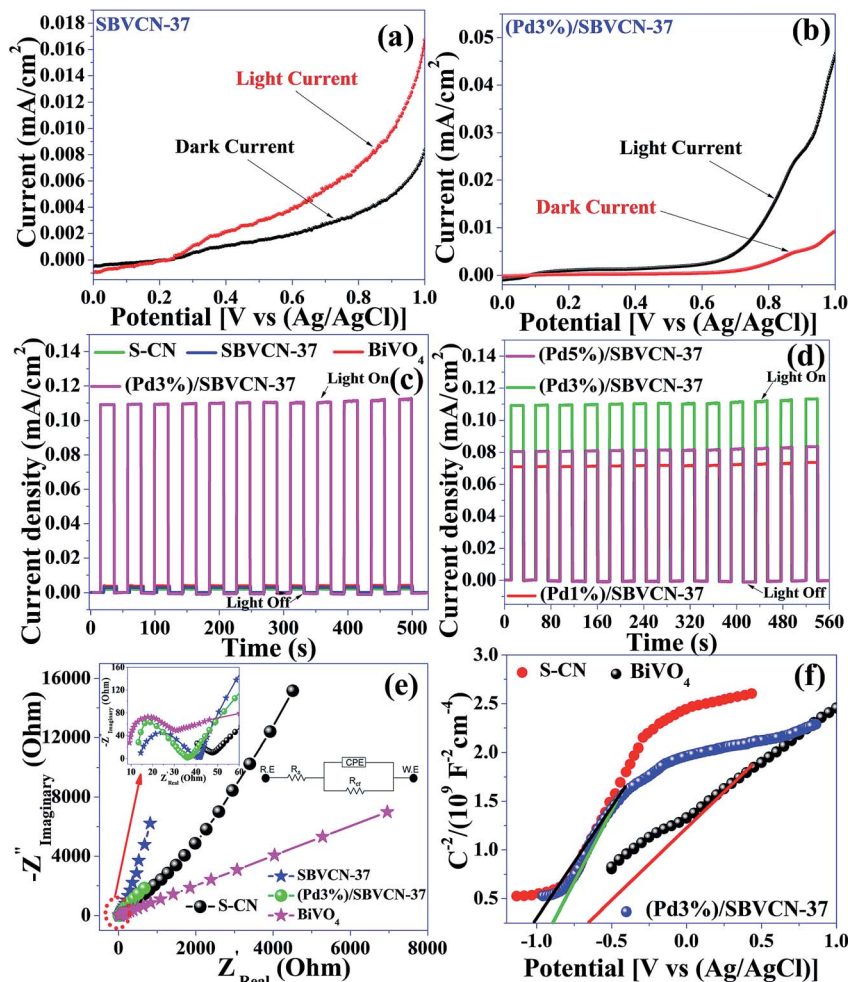 SBVCN-37
(a)
Light Current
Dark Current
Current (mA/cm²)
0.018
0.016
0.014
0.012
0.010
0.008
0.006
0.004
0.002
0.000
0.0 0.2 0.4 0.6 0.8 1.0
Potential [V vs (Ag/AgCl)]
(Pd3%)/SBVCN-37
(b)
Light Current
Dark Current
Current (mA/cm²)
0.05
0.04
0.03
0.02
0.01
0.00
0.0 0.2 0.4 0.6 0.8 1.0
Potential [V vs (Ag/AgCl)]
S-CN SBVCN-37 BiVO₄
(Pd3%)/SBVCN-37
(c)
Light On
Light Off
Current density (mA/cm²)
0.14
0.12
0.10
0.08
0.06
0.04
0.02
0.00
0 100 200 300 400 500
Time (s)
(Pd5%)/SBVCN-37
(d)
(Pd3%)/SBVCN-37
Light On
(Pd1%)/SBVCN-37
Light Off
Current density (mA/cm²)
0.14
0.12
0.10
0.08
0.06
0.04
0.02
0.00
0 80 160 240 320 400 480 560
Time (s)
(e)
-Z''Imaginary (Ohm)
16000
12000
8000
4000
0
0 2000 4000 6000 8000
Z'Real (Ohm)
-Z''Imaginary (Ohm)
160
120
80
40
0
10 20 30 40 50 60
Z'Real (Ohm)
R.E
Rs
CPE
Rct
W.E
SBVCN-37
(Pd3%)/SBVCN-37
S-CN
BiVO₄
S-CN BiVO₄
(f)
(Pd3%)/SBVCN-37
C⁻²/(10⁹ F⁻²cm⁻⁴)
3.0
2.5
2.0
1.5
1.0
0.5
-1.0 -0.5 0.0 0.5 1.0
Potential [V vs (Ag/AgCl)]